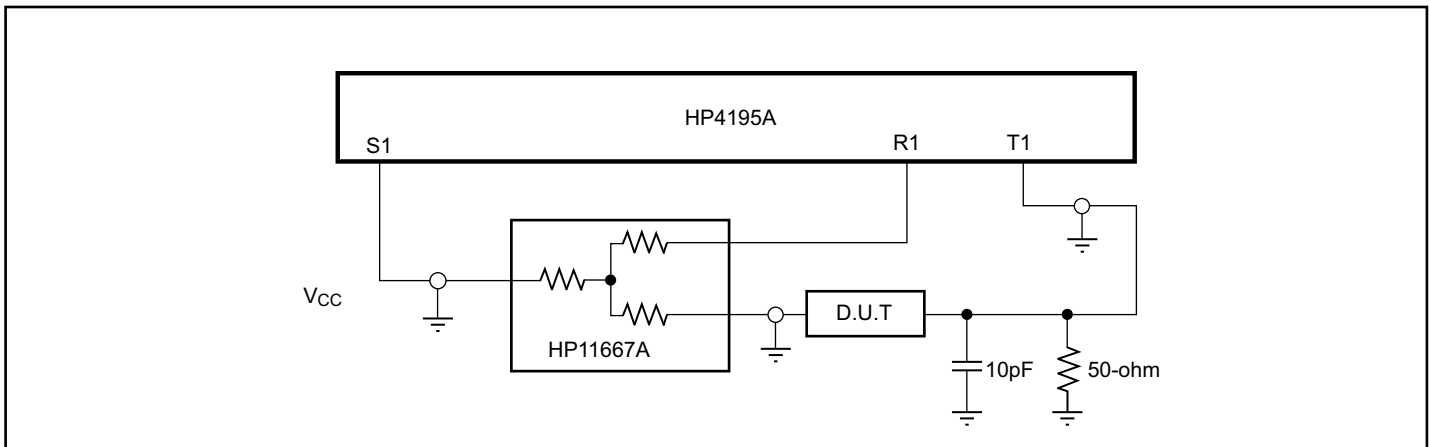 HP4195A
S1
R1
T1
VCC
HP11667A
D.U.T
10pF
50-ohm